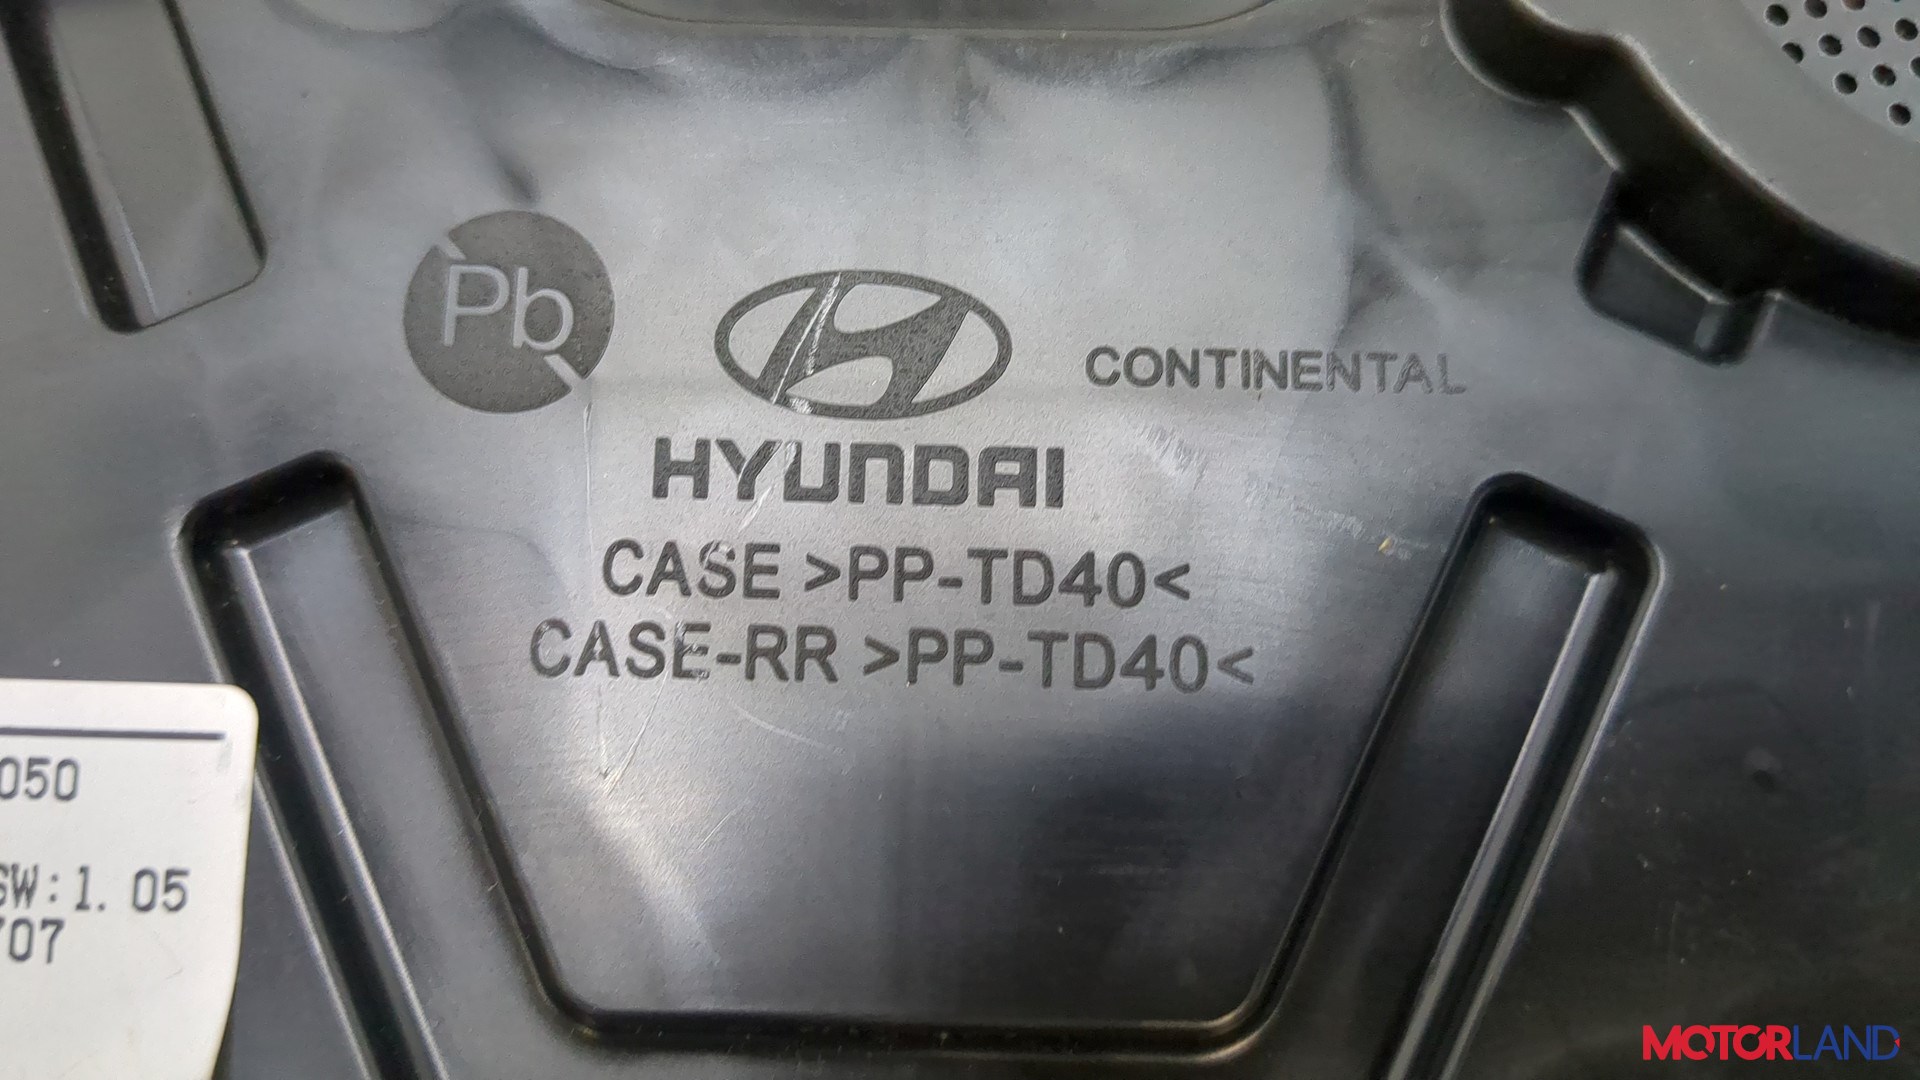 Pb
CONTINENTAL
HYUNDAI
CASE >PP-TD40<
CASE-RR >PP-TD40<
050
SW:1.05
707
MOTORLAND